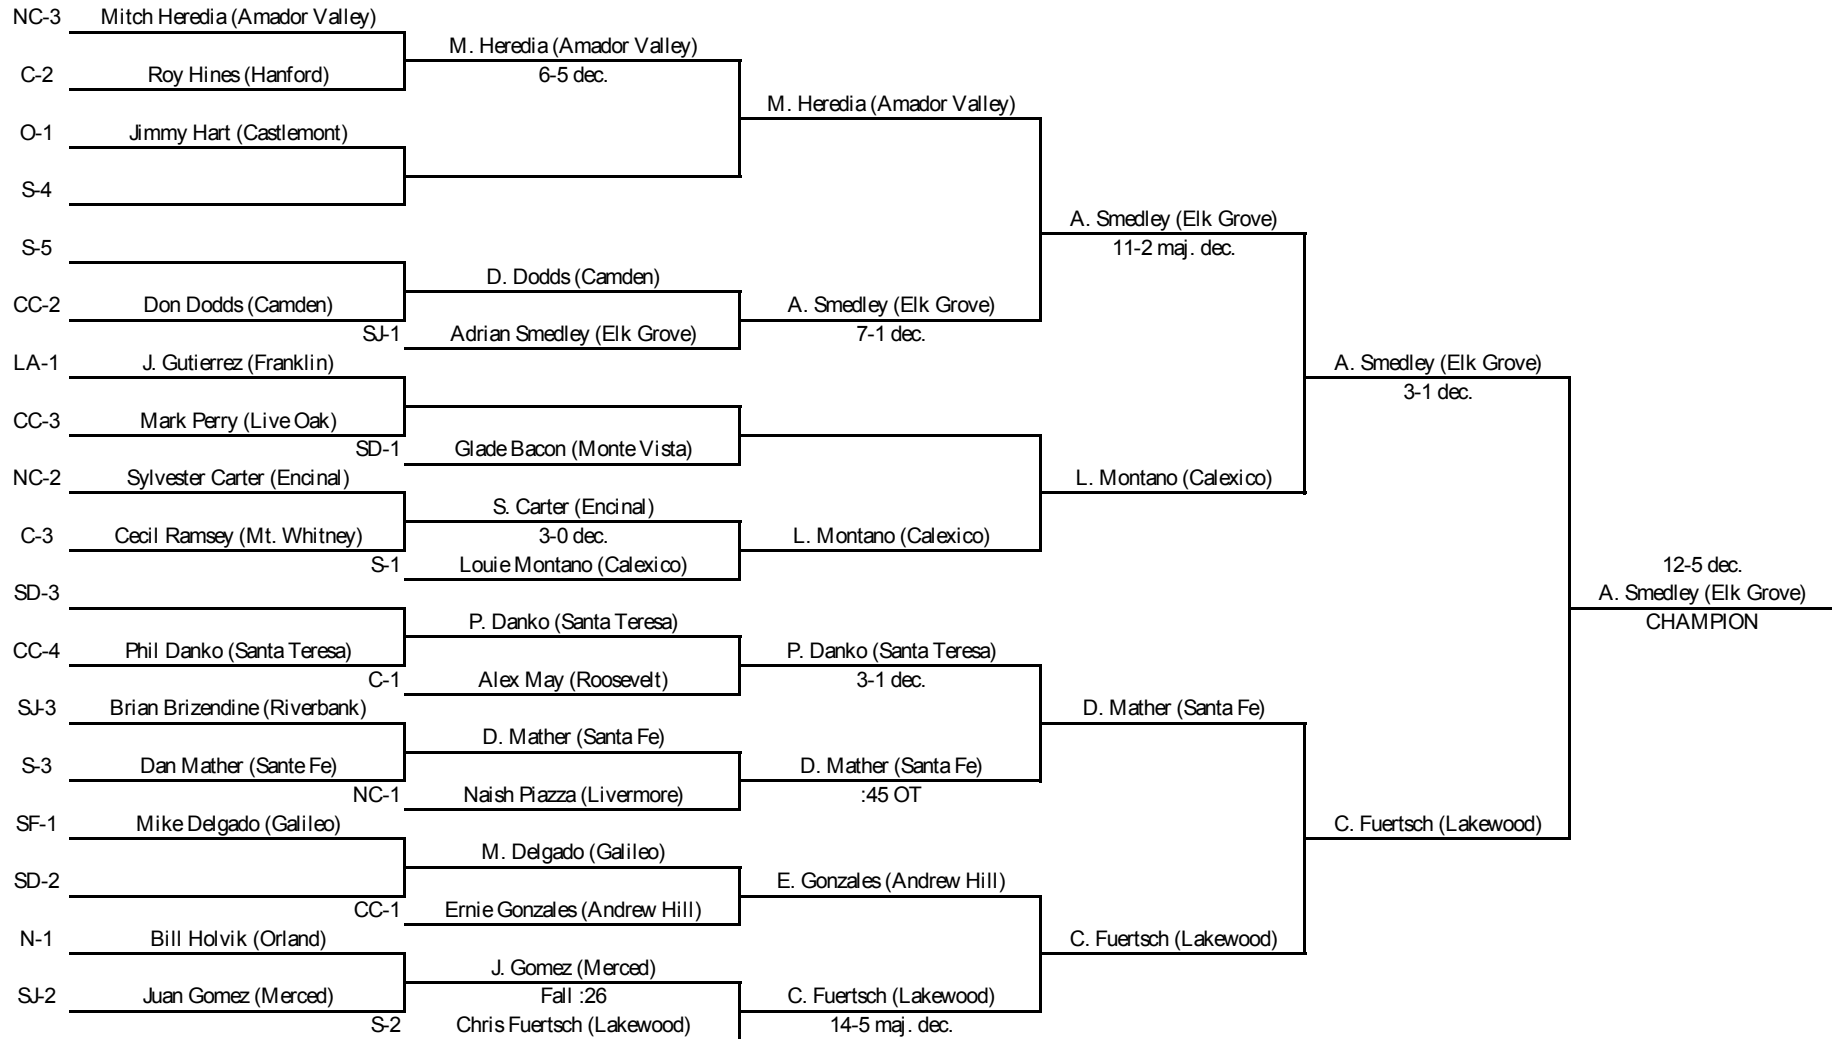 NC-3 Mitch Heredia (Amador Valley)
M. Heredia (Amador Valley)
C-2 Roy Hines (Hanford) 6-5 dec.
M. Heredia (Amador Valley)
O-1 Jimmy Hart (Castlemont)
S-4
A. Smedley (Elk Grove)
S-5 11-2 maj. dec.
D. Dodds (Camden)
CC-2 Don Dodds (Camden) A. Smedley (Elk Grove)
SJ-1 Adrian Smedley (Elk Grove) 7-1 dec.
LA-1 J. Gutierrez (Franklin) A. Smedley (Elk Grove)
3-1 dec.
CC-3 Mark Perry (Live Oak)
SD-1 Glade Bacon (Monte Vista)
NC-2 Sylvester Carter (Encinal) L. Montano (Calexico)
S. Carter (Encinal)
C-3 Cecil Ramsey (Mt. Whitney) 3-0 dec. L. Montano (Calexico)
S-1 Louie Montano (Calexico) 12-5 dec.
SD-3 A. Smedley (Elk Grove)
P. Danko (Santa Teresa) CHAMPION
CC-4 Phil Danko (Santa Teresa) P. Danko (Santa Teresa)
C-1 Alex May (Roosevelt) 3-1 dec.
SJ-3 Brian Brizendine (Riverbank) D. Mather (Santa Fe)
D. Mather (Santa Fe)
S-3 Dan Mather (Sante Fe) D. Mather (Santa Fe)
NC-1 Naish Piazza (Livermore) :45 OT
SF-1 Mike Delgado (Galileo) C. Fuertsch (Lakewood)
M. Delgado (Galileo)
SD-2 E. Gonzales (Andrew Hill)
CC-1 Ernie Gonzales (Andrew Hill)
N-1 Bill Holvik (Orland) C. Fuertsch (Lakewood)
J. Gomez (Merced)
SJ-2 Juan Gomez (Merced) Fall :26 C. Fuertsch (Lakewood)
S-2 Chris Fuertsch (Lakewood) 14-5 maj. dec.